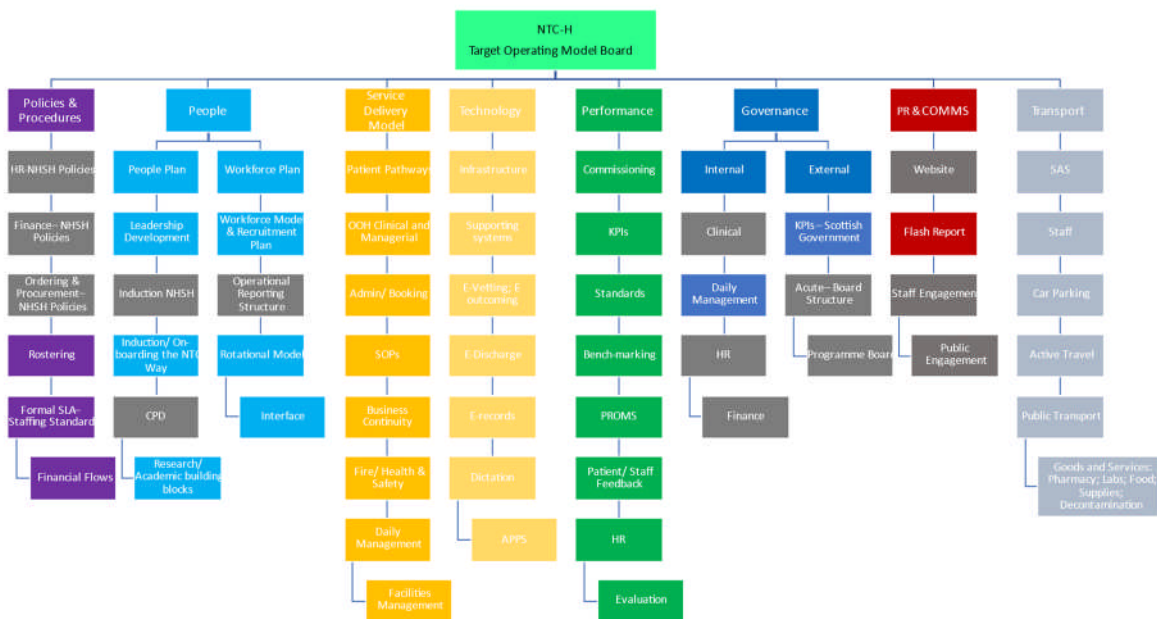 NTC-H
Target Operating Model Board
Policies &
Procedures
HR-NHSH Policies
Finance– NHSH
Policies
Ordering &
Procurement–
NHSH Policies
Rostering
Formal SLA–
Staffing Standard
Financial Flows
People
People Plan
Leadership
Development
Induction NHSH
Induction/ On-
boarding the NTC
Way
CPD
Research/
Academic building
blocks
Workforce Plan
Workforce Model
& Recruitment
Plan
Operational
Reporting
Structure
Rotational Model
Interface
Service
Delivery
Model
Patient Pathways
OOH Clinical and
Managerial
Admin/ Booking
SOPs
Business
Continuity
Fire/ Health &
Safety
Daily
Management
Facilities
Management
Technology
Infrastructure
Supporting
systems
E-Vetting; E
outcoming
E-Discharge
E-records
Dictation
APPS
Performance
Commissioning
KPIs
Standards
Bench-marking
PROMS
Patient/ Staff
Feedback
HR
Evaluation
Governance
Internal
Clinical
Daily
Management
HR
Finance
External
KPIs – Scottish
Government
Acute– Board
Structure
Programme Board
PR & COMMS
Website
Flash Report
Staff Engagement
Public
Engagement
Transport
SAS
Staff
Car Parking
Active Travel
Public Transport
Goods and Services:
Pharmacy; Labs; Food;
Supplies;
Decontamination